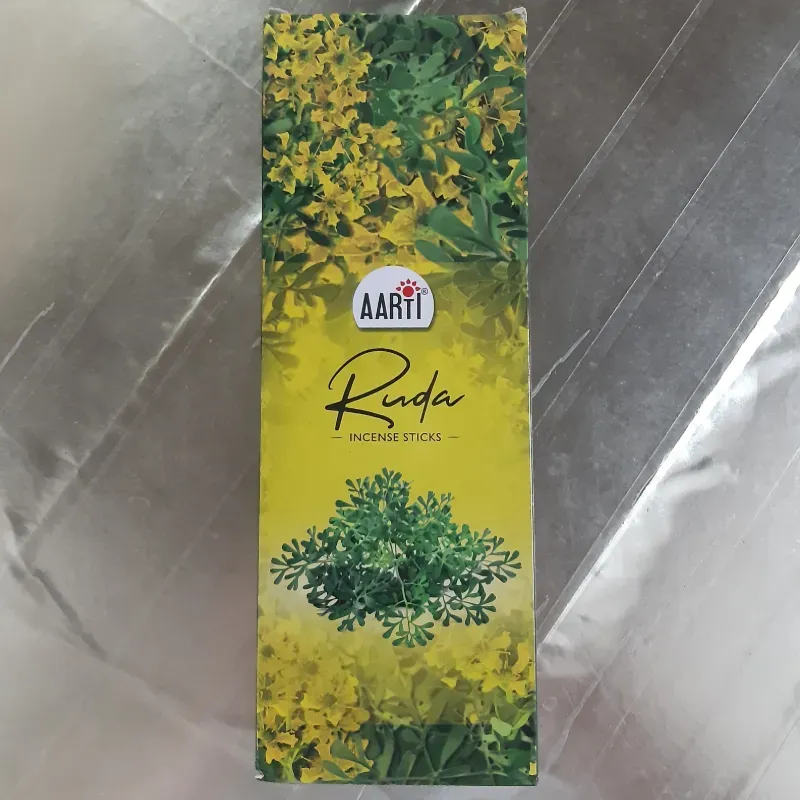 AARTI®
Ruda
— INCENSE STICKS —